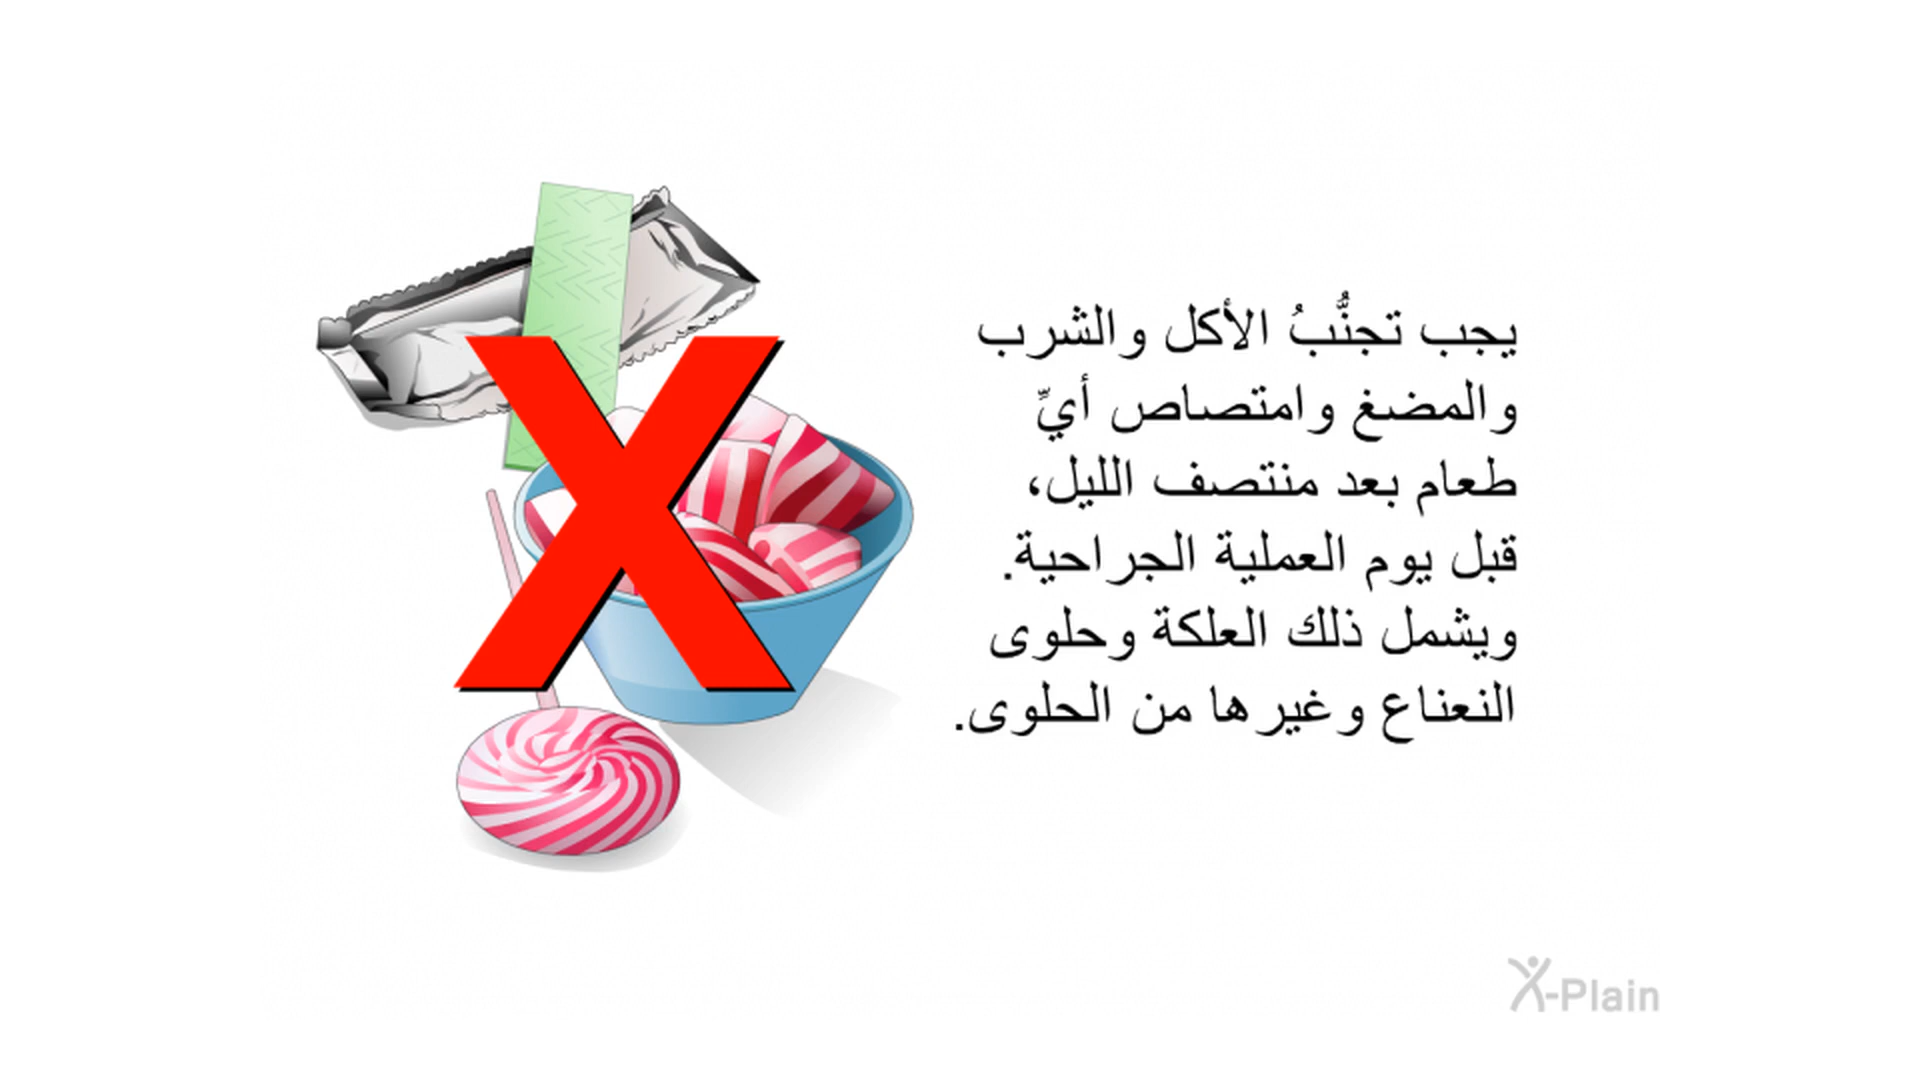 يجب تجنُّبُ الأكل والشرب
والمضغ وامتصاص أيِّ
طعام بعد منتصف الليل،
قبل يوم العملية الجراحية.
ويشمل ذلك العلكة وحلوى
النعناع وغيرها من الحلوى.
X-Plain